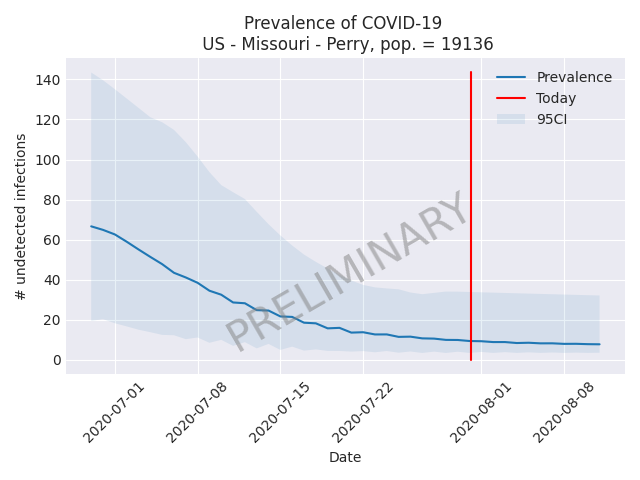 Prevalence of COVID-19
US - Missouri - Perry, pop. = 19136
140
120
100
80
60
40
20
0
# undetected infections
Prevalence
Today
95CI
PRELIMINARY
2020-07-01
2020-07-08
2020-07-15
2020-07-22
2020-08-01
2020-08-08
Date